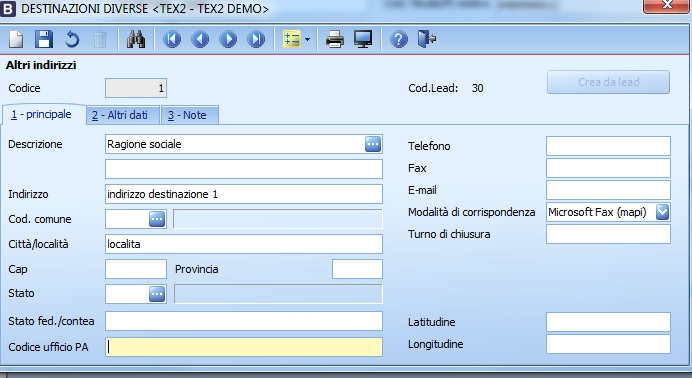 B DESTINAZIONI DIVERSE <TEX2 - TEX2 DEMO>
Altri indirizzi
Codice 1 Cod.Lead: 30 Crea da lead
1 - principale 2 - Altri dati 3 - Note
Descrizione Ragione sociale ... Telefono
Fax
Indirizzo indirizzo destinazione 1 E-mail
Cod. comune ... Modalità di corrispondenza Microsoft Fax (mapi)
Città/località localita Turno di chiusura
Cap Provincia
Stato ...
Stato fed./contea Latitudine
Codice ufficio PA Longitudine